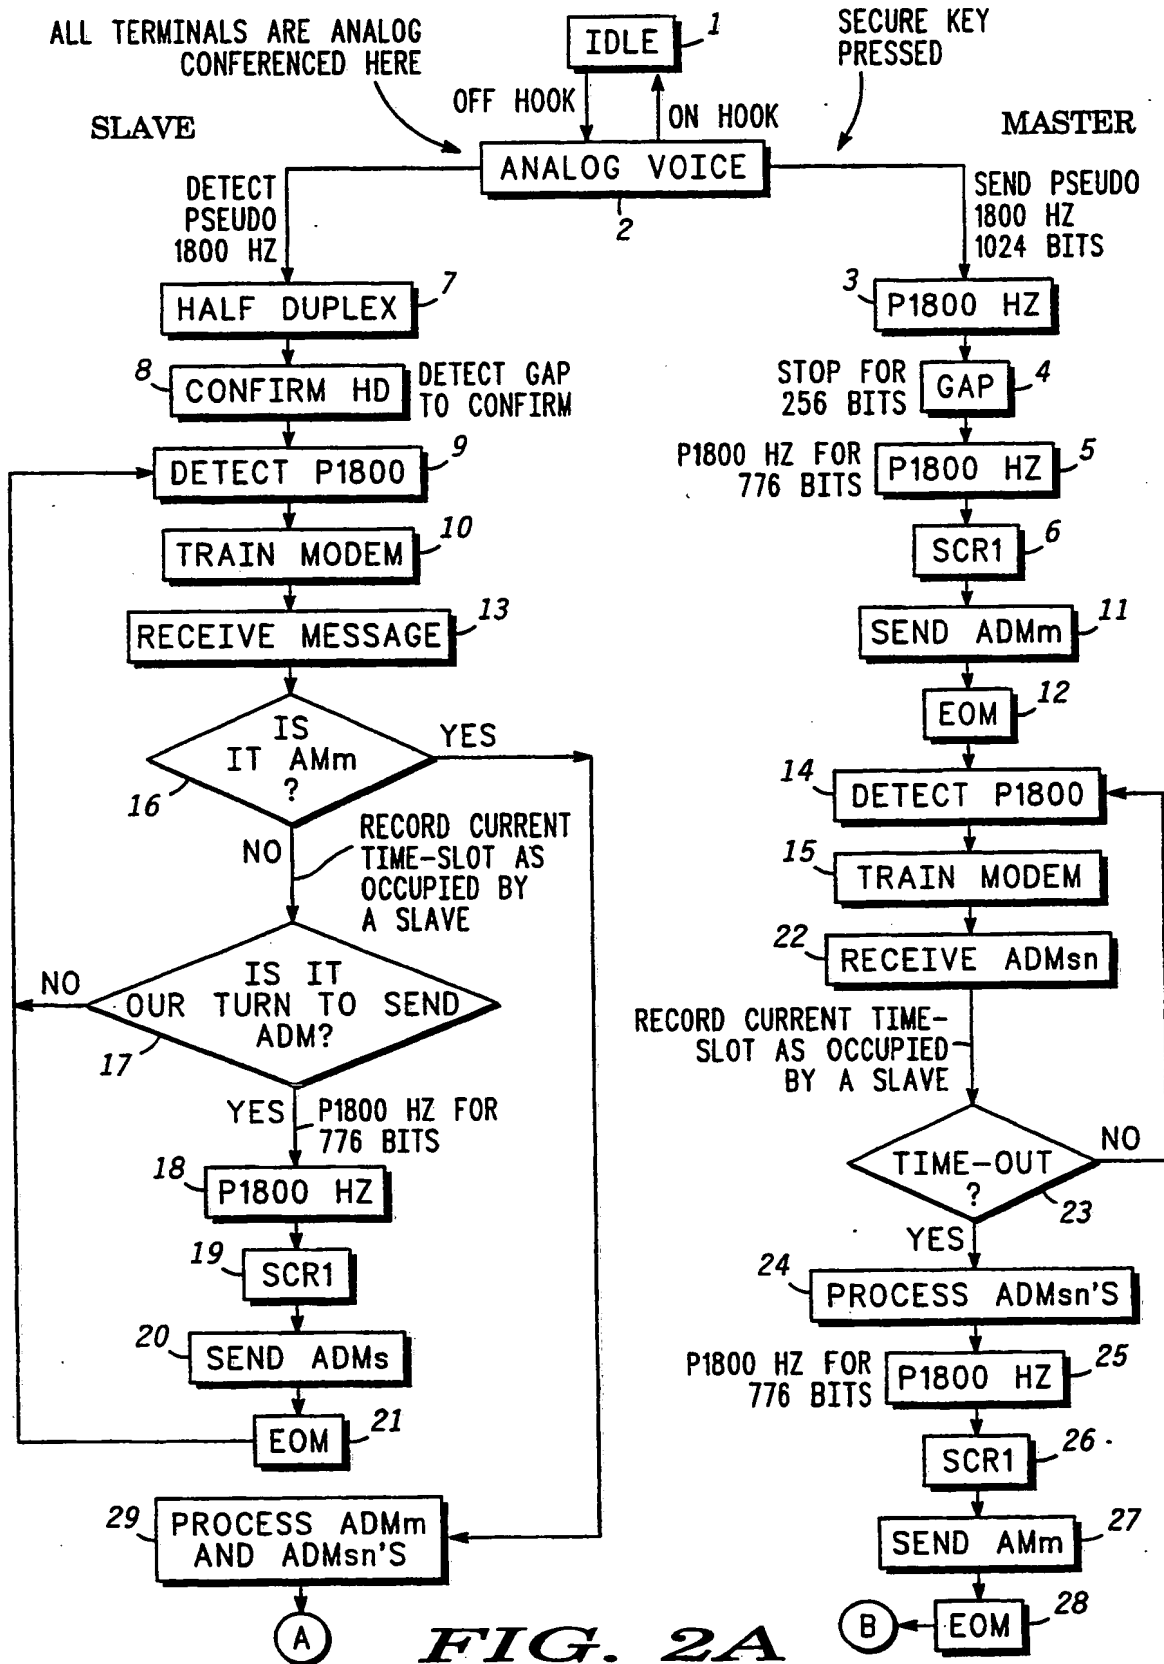 ALL TERMINALS ARE ANALOG
CONFERENCED HERE
IDLE
1
SECURE KEY
PRESSED
OFF HOOK
ON HOOK
SLAVE
MASTER
ANALOG VOICE
2
DETECT
PSEUDO
1800 HZ
SEND PSEUDO
1800 HZ
1024 BITS
HALF DUPLEX
7
8
CONFIRM HD
DETECT GAP
TO CONFIRM
DETECT P1800
9
TRAIN MODEM
10
RECEIVE MESSAGE
13
IS
IT AMm
?
16
YES
NO
RECORD CURRENT
TIME-SLOT AS
OCCUPIED BY
A SLAVE
IS IT
OUR TURN TO SEND
ADM?
17
NO
YES
P1800 HZ FOR
776 BITS
18
P1800 HZ
19
SCR1
20
SEND ADMs
EOM
21
29
PROCESS ADMm
AND ADMsn'S
A
3
P1800 HZ
STOP FOR
256 BITS
GAP
4
P1800 HZ FOR
776 BITS
P1800 HZ
5
SCR1
6
SEND ADMm
11
EOM
12
14
DETECT P1800
15
TRAIN MODEM
22
RECEIVE ADMsn
RECORD CURRENT TIME-
SLOT AS OCCUPIED
BY A SLAVE
TIME-OUT
?
23
NO
YES
24
PROCESS ADMsn'S
P1800 HZ FOR
776 BITS
P1800 HZ
25
SCR1
26
SEND AMm
27
EOM
28
B
FIG. 2A